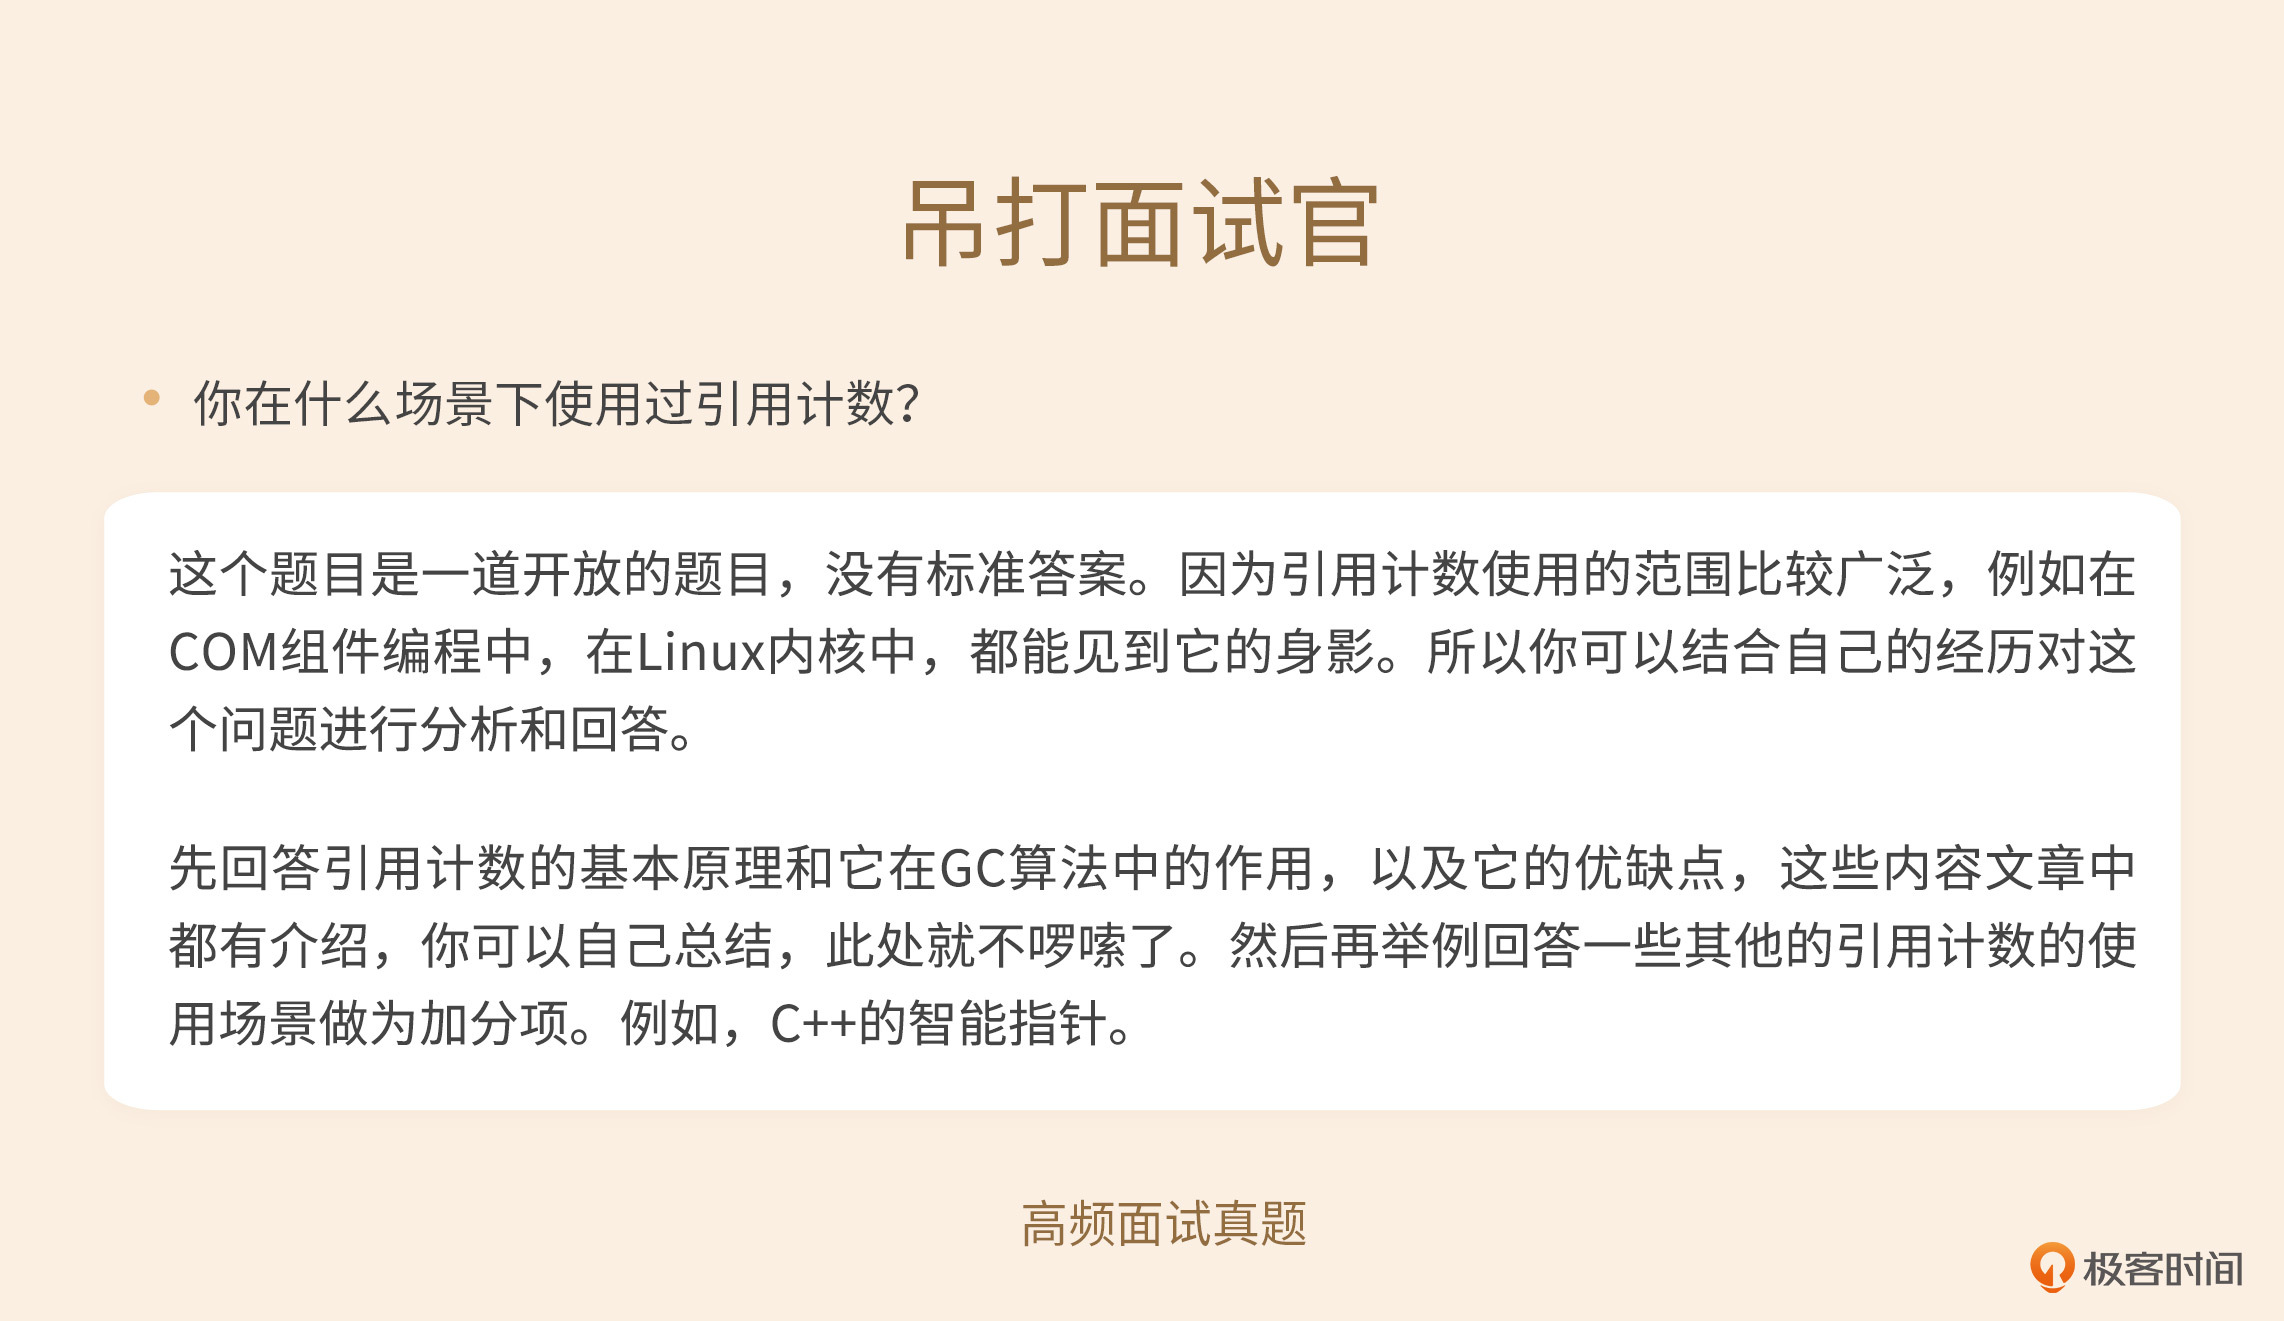 吊打面试官
你在什么场景下使用过引用计数？
这个题目是一道开放的题目，没有标准答案。因为引用计数使用的范围比较广泛，例如在
COM组件编程中，在Linux内核中，都能见到它的身影。所以你可以结合自己的经历对这
个问题进行分析和回答。
先回答引用计数的基本原理和它在GC算法中的作用，以及它的优缺点，这些内容文章中
都有介绍，你可以自己总结，此处就不啰嗦了。然后再举例回答一些其他的引用计数的使
用场景做为加分项。例如，C++的智能指针。
高频面试真题
极客时间